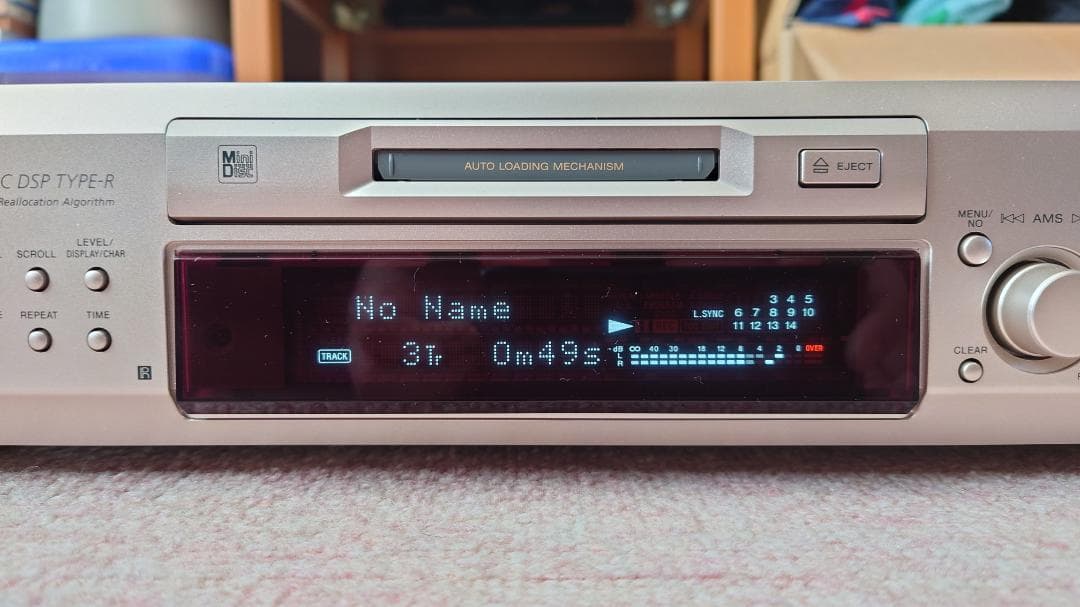 Mini
Disc
AUTO LOADING MECHANISM
EJECT
C DSP TYPE-R
Reallocation Algorithm
MENU/
NO
AMS
SCROLL
LEVEL/
DISPLAY/CHAR
REPEAT
TIME
R
No Name
TRACK
3Tr 0m49s
L.SYNC
3 4 5
6 7 8 9 10
11 12 13 14
dB ∞ 40 30 18 12 8 4 2 0 OVER
L
R
CLEAR